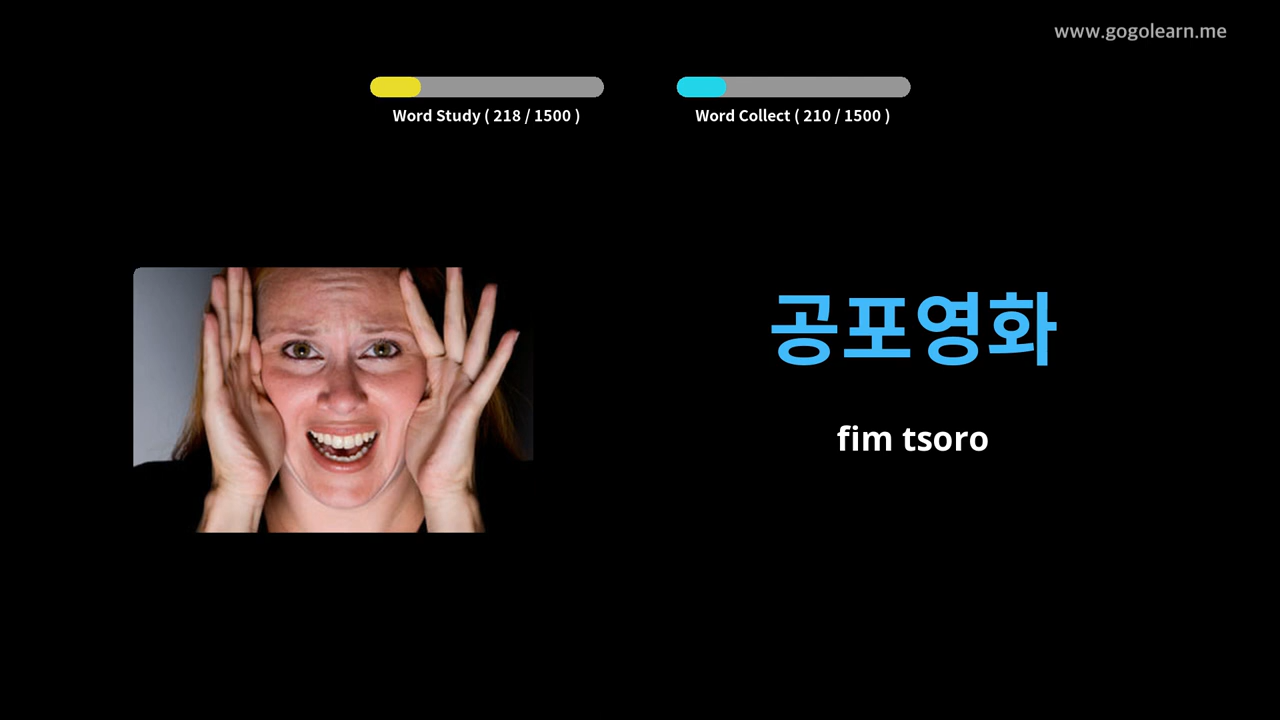 www.gogolearn.me
Word Study ( 218 / 1500 )
Word Collect ( 210 / 1500 )
공포영화
fim tsoro